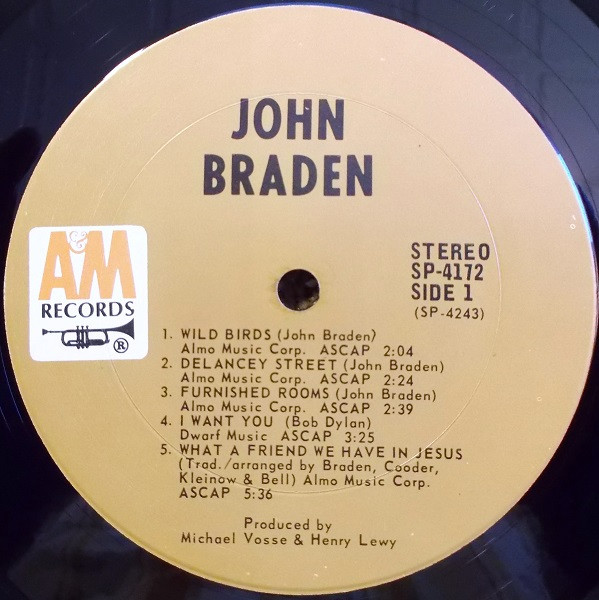 JOHN
BRADEN
A&M
RECORDS
®
STEREO
SP-4172
SIDE 1
(SP-4243)
1. WILD BIRDS (John Braden)
Almo Music Corp. ASCAP 2:04
2. DELANCEY STREET (John Braden)
Almo Music Corp. ASCAP 2:24
3. FURNISHED ROOMS (John Braden)
Almo Music Corp. ASCAP 2:39
4. I WANT YOU (Bob Dylan)
Dwarf Music ASCAP 3:25
5. WHAT A FRIEND WE HAVE IN JESUS
(Trad./arranged by Braden, Cooder,
Kleinow & Bell) Almo Music Corp.
ASCAP 5:36
Produced by
Michael Vosse & Henry Lewy